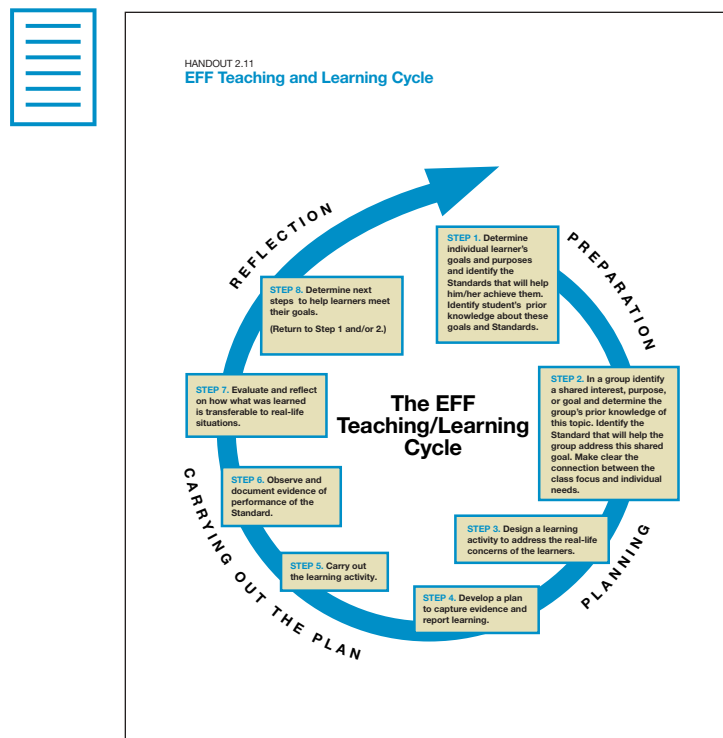 HANDOUT 2.11
EFF Teaching and Learning Cycle
REFLECTION
PREPARATION
STEP 1. Determine
individual learner's
goals and purposes
and identify the
Standards that will help
him/her achieve them.
Identify student's prior
knowledge about these
goals and Standards.
STEP 8. Determine next
steps to help learners meet
their goals.
(Return to Step 1 and/or 2.)
STEP 2. In a group identify
a shared interest, purpose,
or goal and determine the
group's prior knowledge of
this topic. Identify the
Standard that will help the
group address this shared
goal. Make clear the
connection between the
class focus and individual
needs.
STEP 7. Evaluate and reflect
on how what was learned
is transferable to real-life
situations.
The EFF
Teaching/Learning
Cycle
STEP 6. Observe and
document evidence of
performance of the
Standard.
STEP 3. Design a learning
activity to address the real-life
concerns of the learners.
STEP 5. Carry out
the learning activity.
STEP 4. Develop a plan
to capture evidence and
report learning.
PLANNING
CARRYING OUT THE PLAN